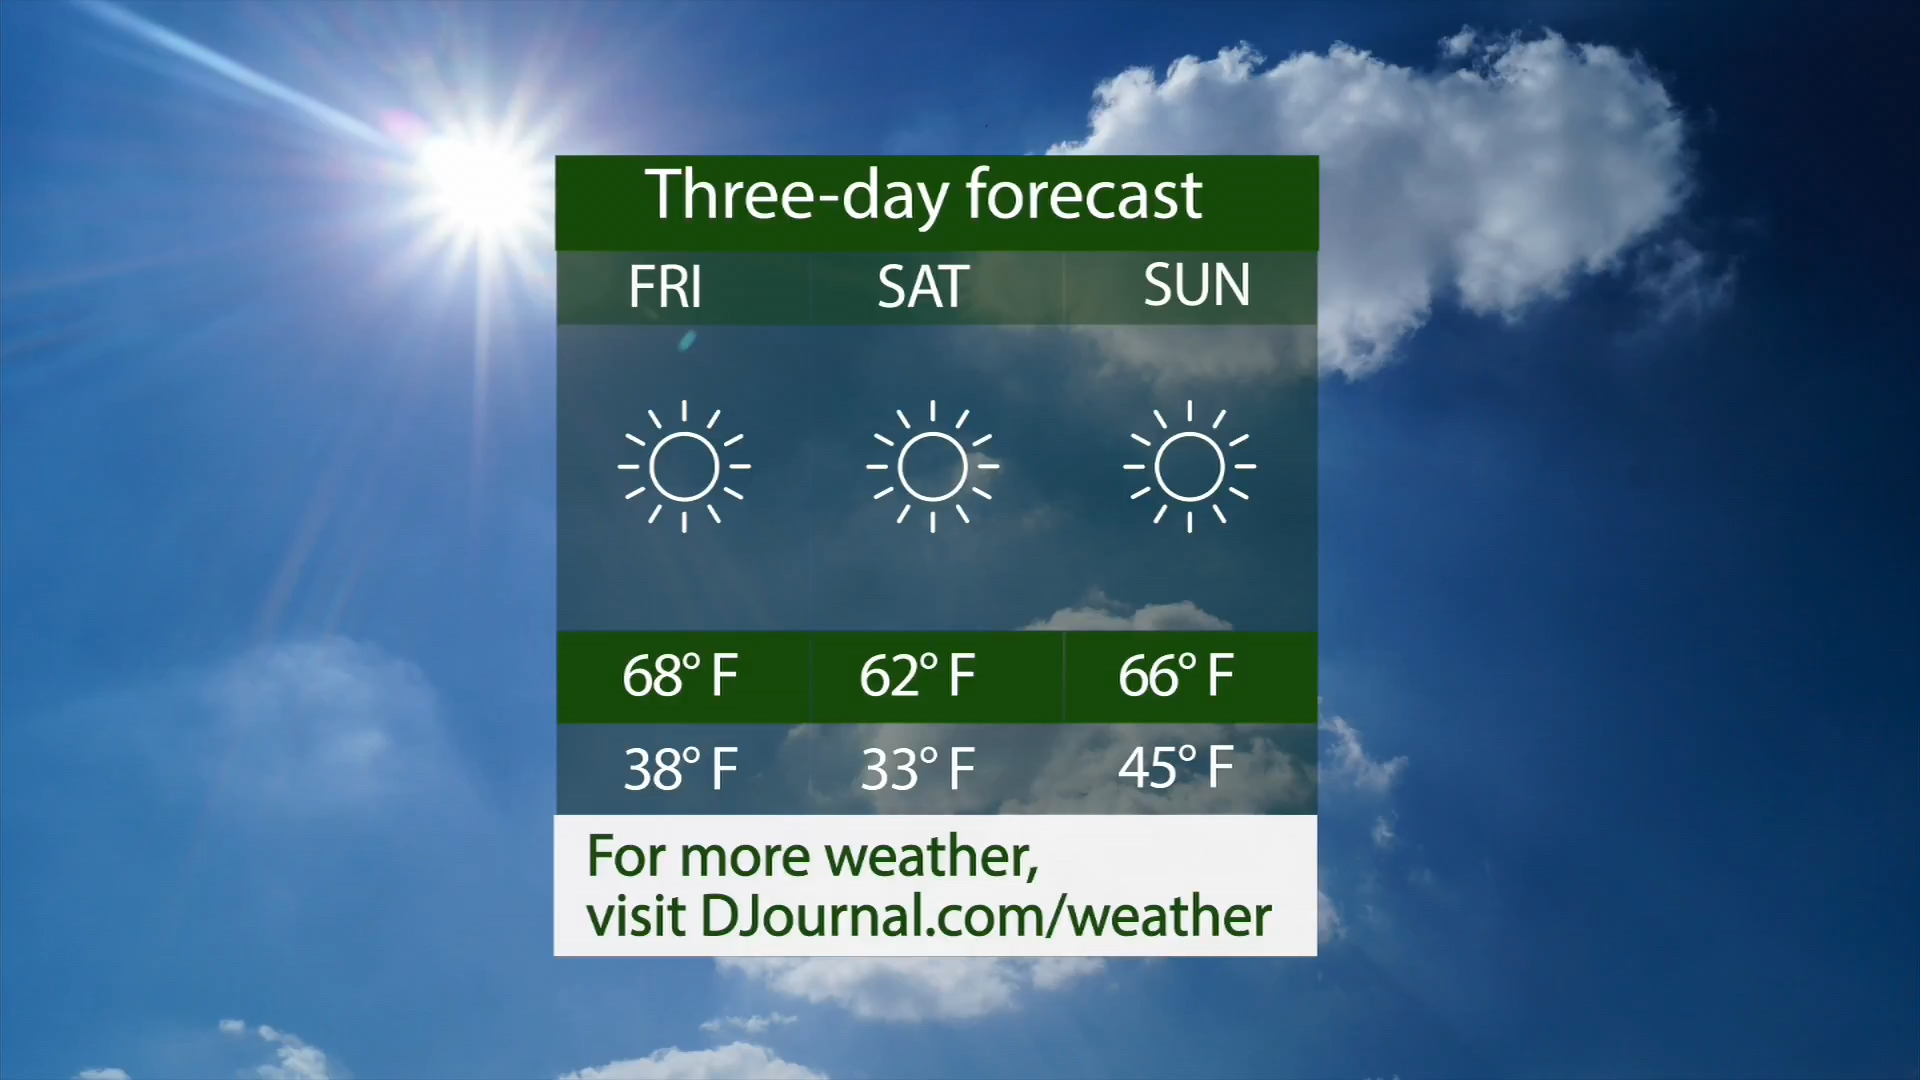 Three-day forecast
FRI SAT SUN
68° F 62° F 66° F
38° F 33° F 45° F
For more weather,
visit DJournal.com/weather